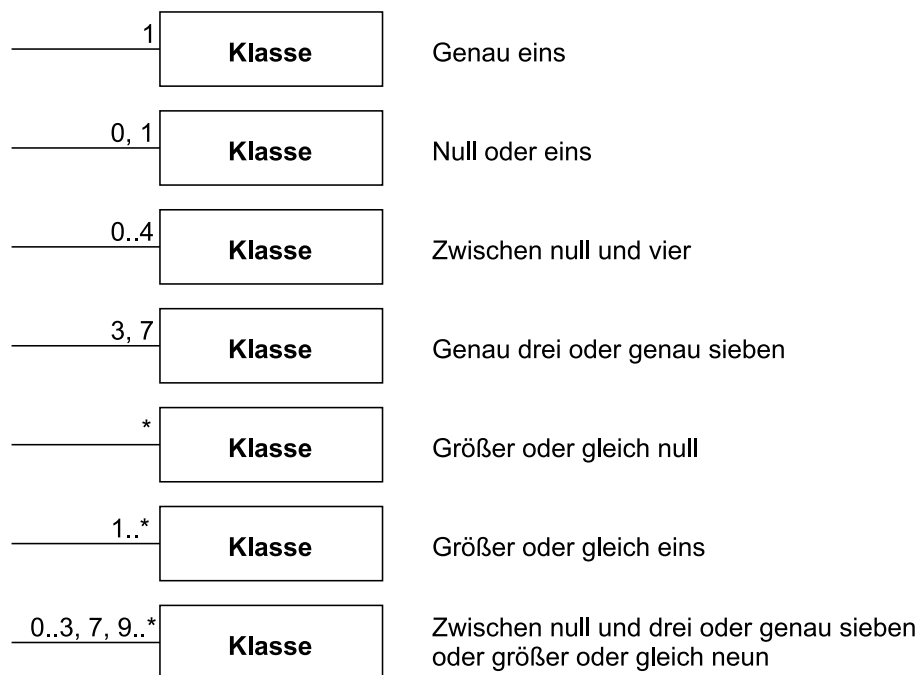 1 Klasse Genau eins
0, 1 Klasse Null oder eins
0..4 Klasse Zwischen null und vier
3, 7 Klasse Genau drei oder genau sieben
* Klasse Größer oder gleich null
1..* Klasse Größer oder gleich eins
0..3, 7, 9..* Klasse Zwischen null und drei oder genau sieben
oder größer oder gleich neun